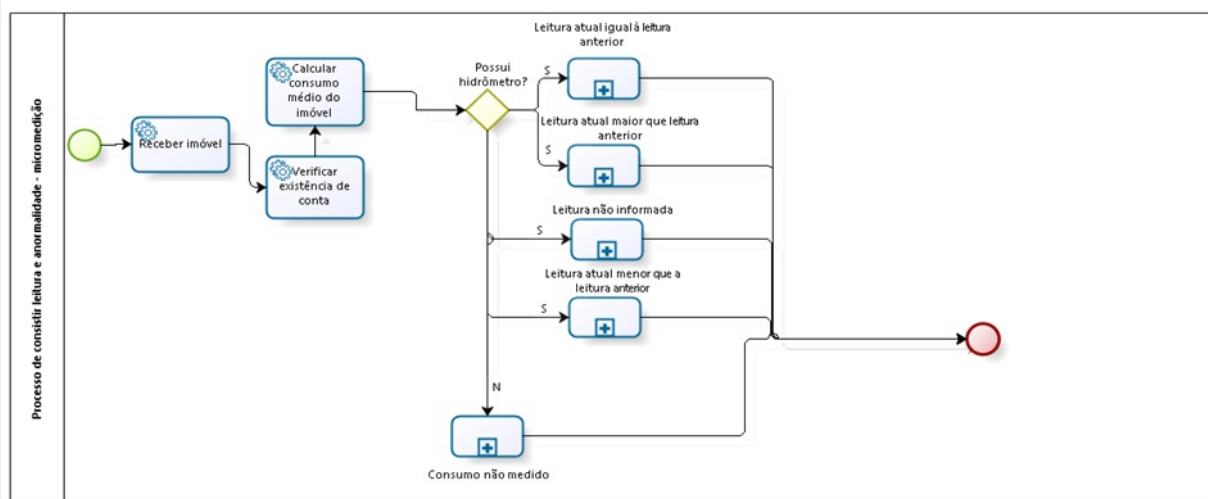 Processo de consistir leitura e anormalidade - micromedição
Receber imóvel
Verificar
existência de
conta
Calcular
consumo
médio do
imóvel
Possui
hidrômetro?
S
Leitura atual igual à leitura
anterior
S
Leitura atual maior que leitura
anterior
S
Leitura não informada
S
Leitura atual menor que a
leitura anterior
N
Consumo não medido